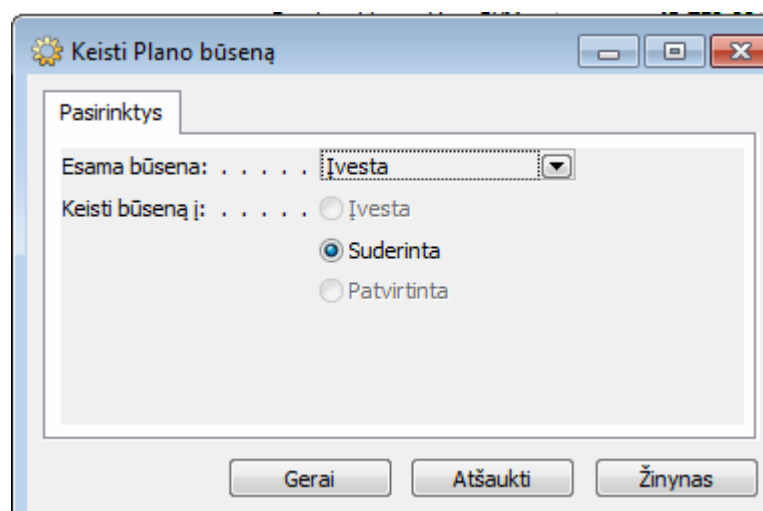 Keisti Plano būseną
Pasirinktys
Esama būsena: . . . . . Įvesta
Keisti būseną į: . . . . . Įvesta
Suderinta
Patvirtinta
Gerai Atšaukti Žinynas